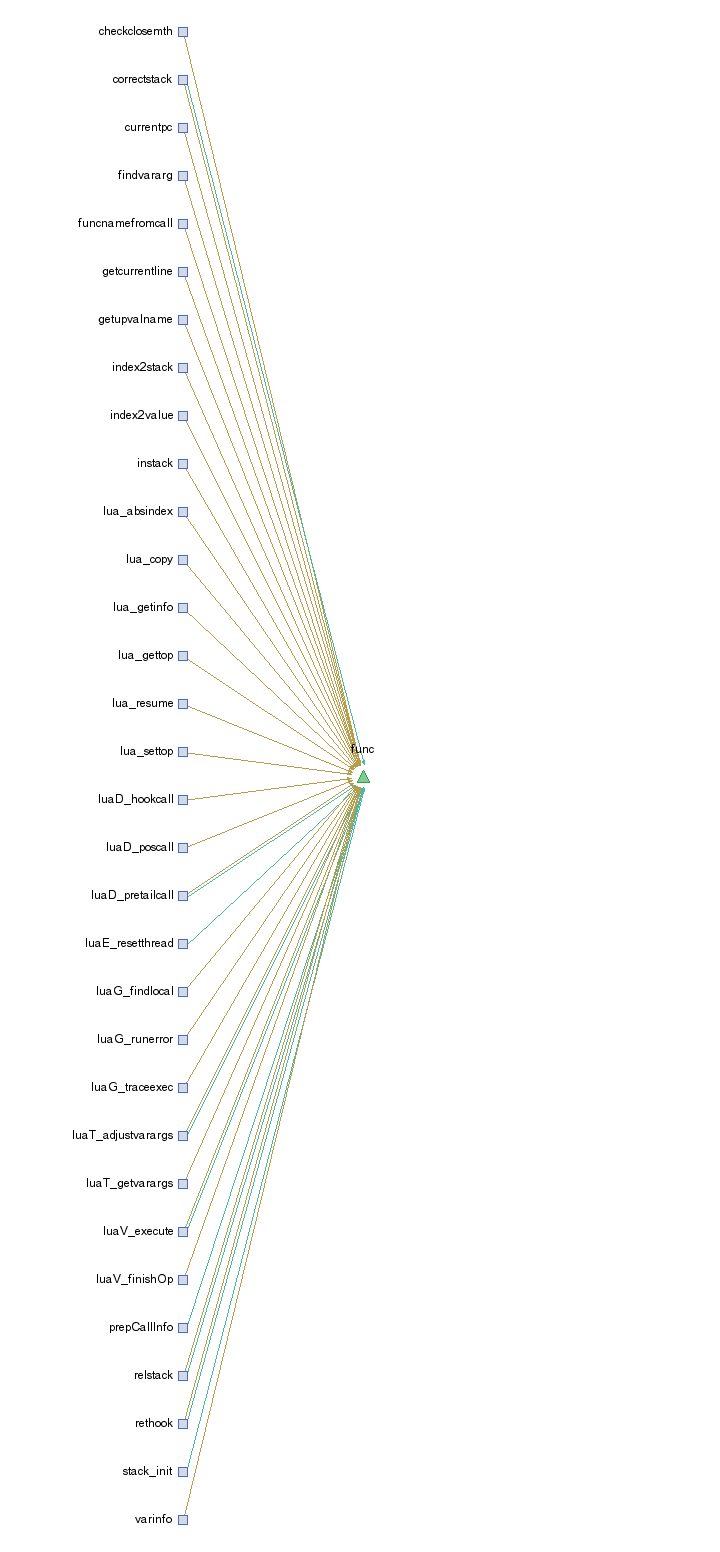 checkclosemth
correctstack
currentpc
findvararg
funcnamefromcall
getcurrentline
getupvalname
index2stack
index2value
instack
lua_absindex
lua_copy
lua_getinfo
lua_gettop
lua_resume
lua_settop
func
luaD_hookcall
luaD_poscall
luaD_pretailcall
luaE_resetthread
luaG_findlocal
luaG_runerror
luaG_traceexec
luaT_adjustvarargs
luaT_getvarargs
luaV_execute
luaV_finishOp
prepCallInfo
relstack
rethook
stack_init
varinfo